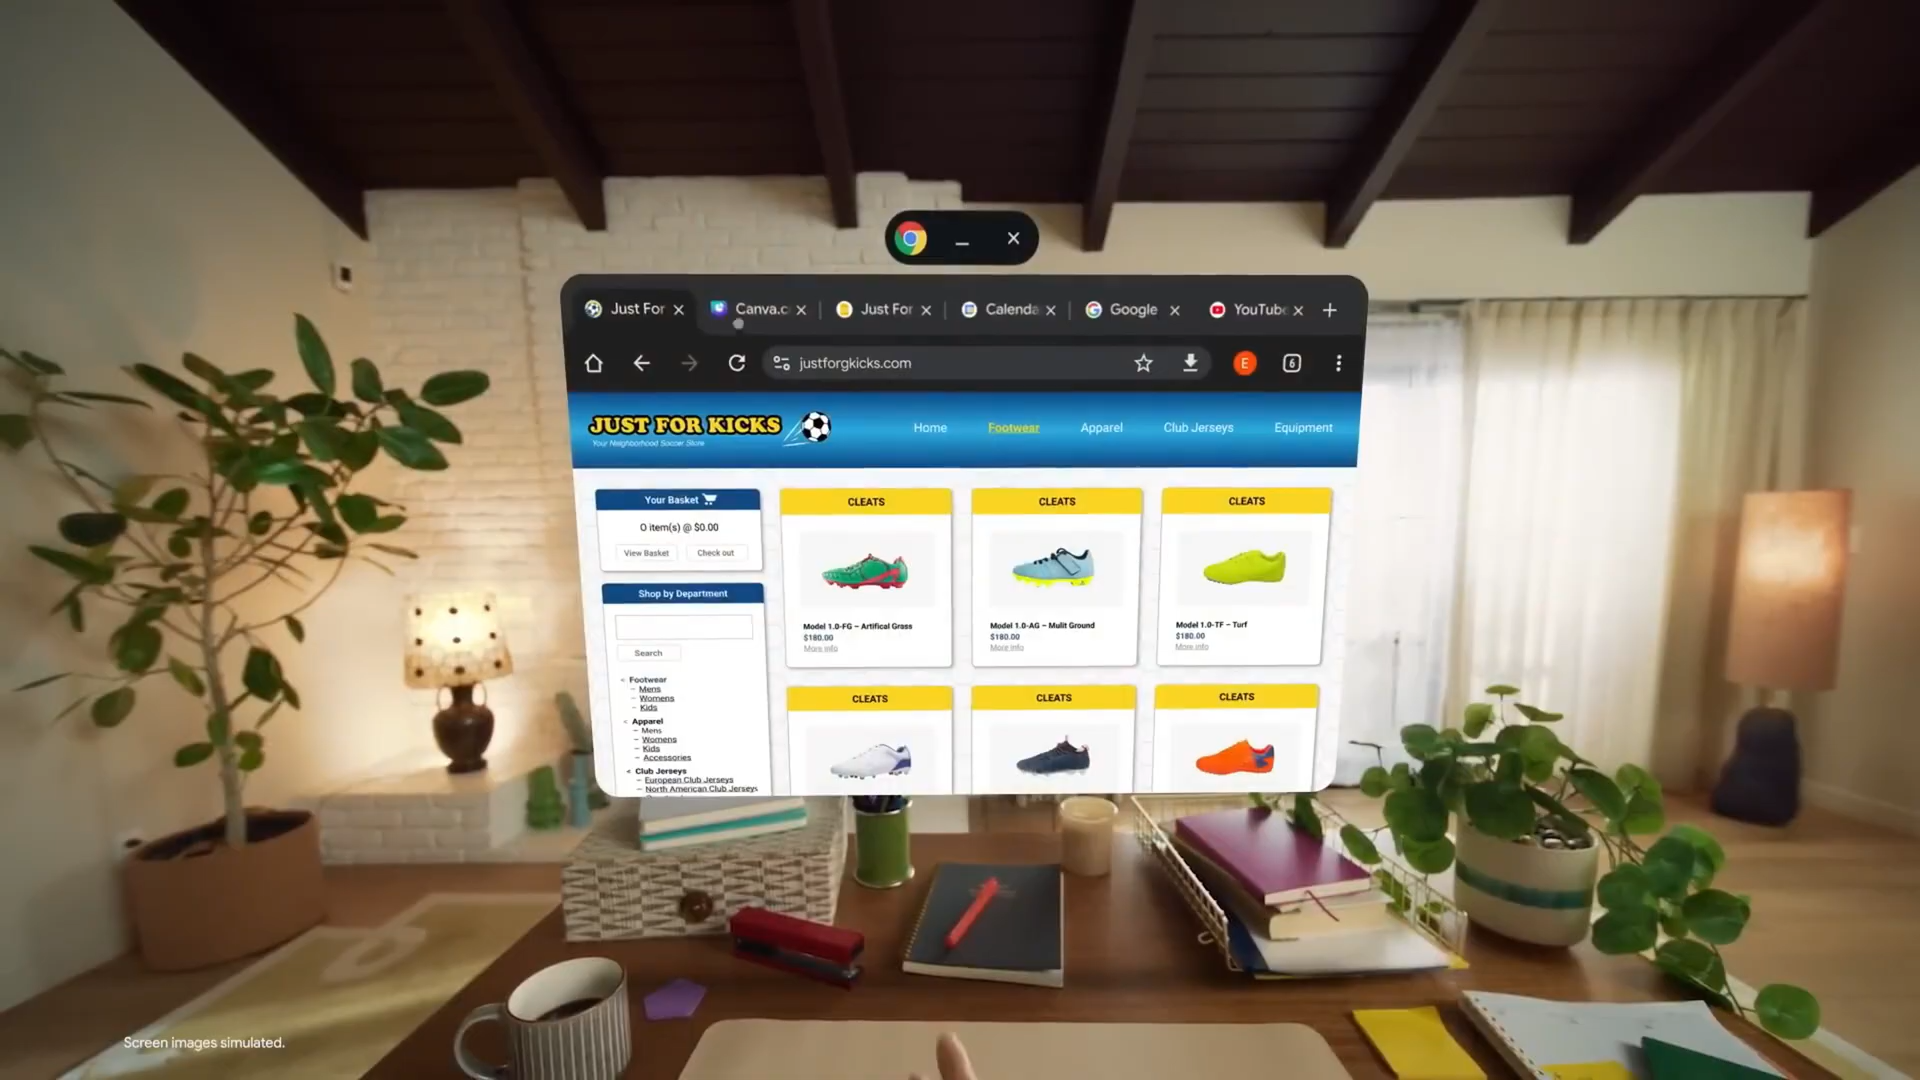 Just For
Canva.c
Just For
Calenda
Google
YouTube
justforgkicks.com
E
6
JUST FOR KICKS
Your Neighborhood Soccer Store
Home
Footwear
Apparel
Club Jerseys
Equipment
Your Basket
0 item(s) @ $0.00
View Basket
Check out
Shop by Department
Search
< Footwear
– Mens
– Womens
– Kids
< Apparel
– Mens
– Womens
– Kids
– Accessories
< Club Jerseys
– European Club Jerseys
– North American Club Jerseys
CLEATS
Model 1.0-FG – Artifical Grass
$180.00
More info
CLEATS
Model 1.0-AG – Mulit Ground
$180.00
More info
CLEATS
Model 1.0-TF – Turf
$180.00
More info
CLEATS
CLEATS
CLEATS
Screen images simulated.